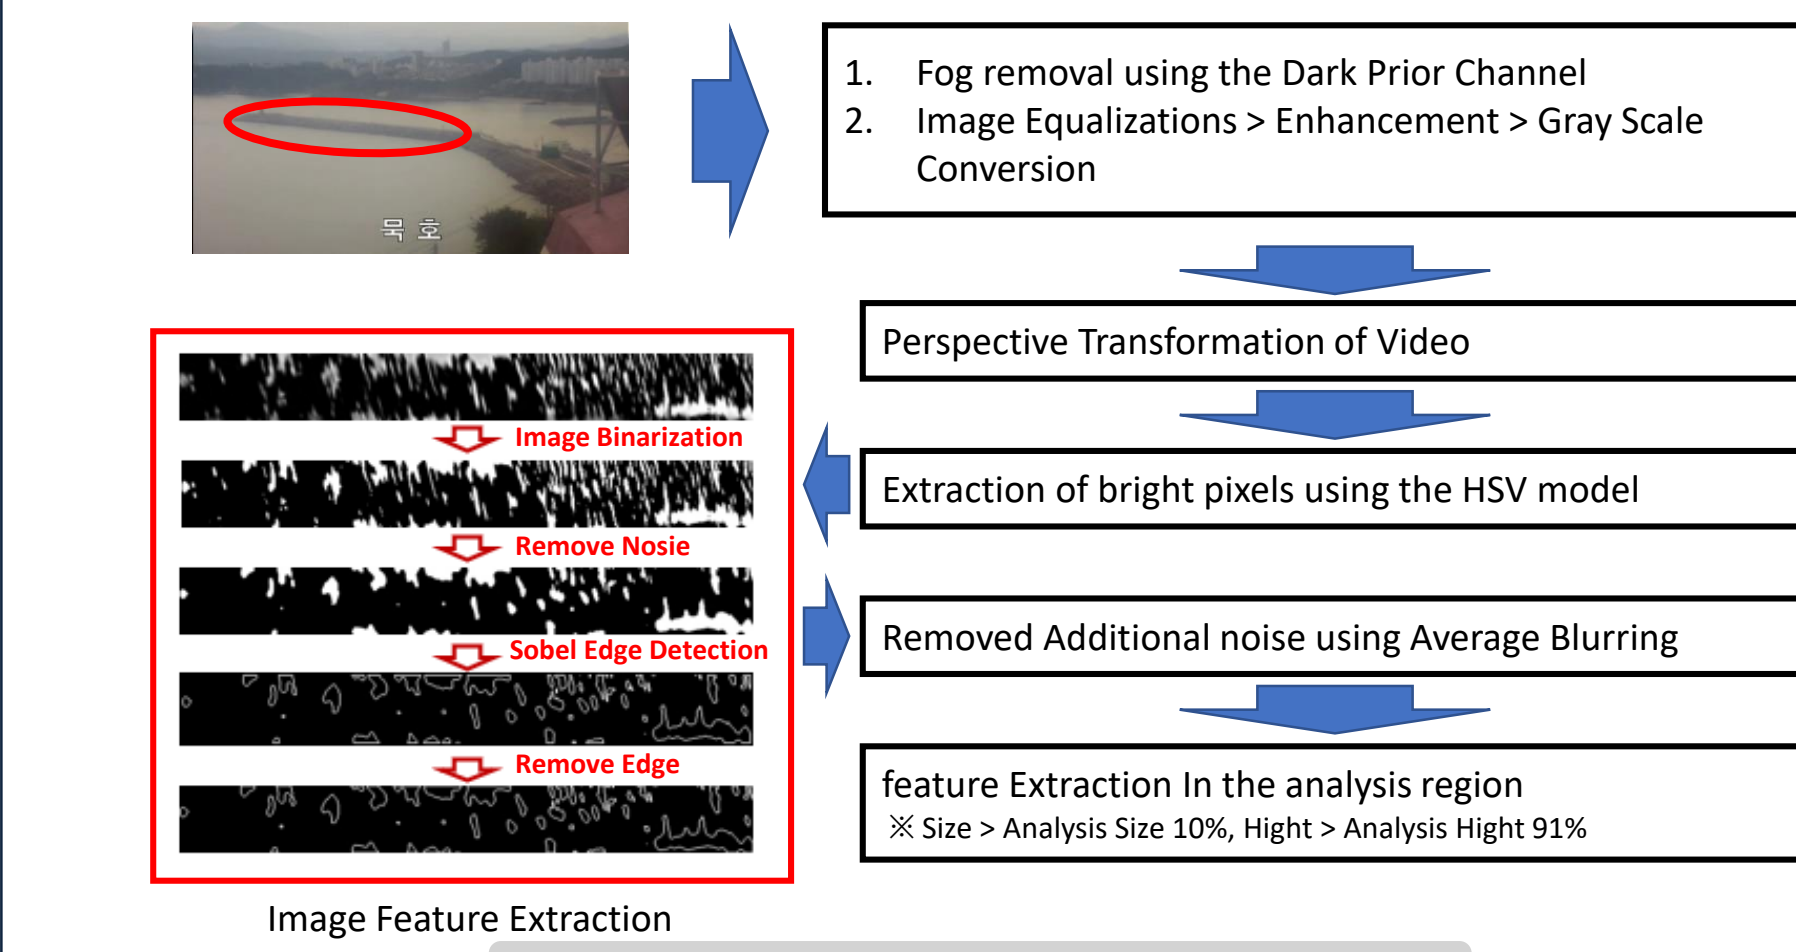 묵 호
1. Fog removal using the Dark Prior Channel
2. Image Equalizations > Enhancement > Gray Scale
Conversion
Perspective Transformation of Video
Extraction of bright pixels using the HSV model
Image Binarization
Remove Nosie
Sobel Edge Detection
Remove Edge
Image Feature Extraction
Removed Additional noise using Average Blurring
feature Extraction In the analysis region
※ Size > Analysis Size 10%, Hight > Analysis Hight 91%